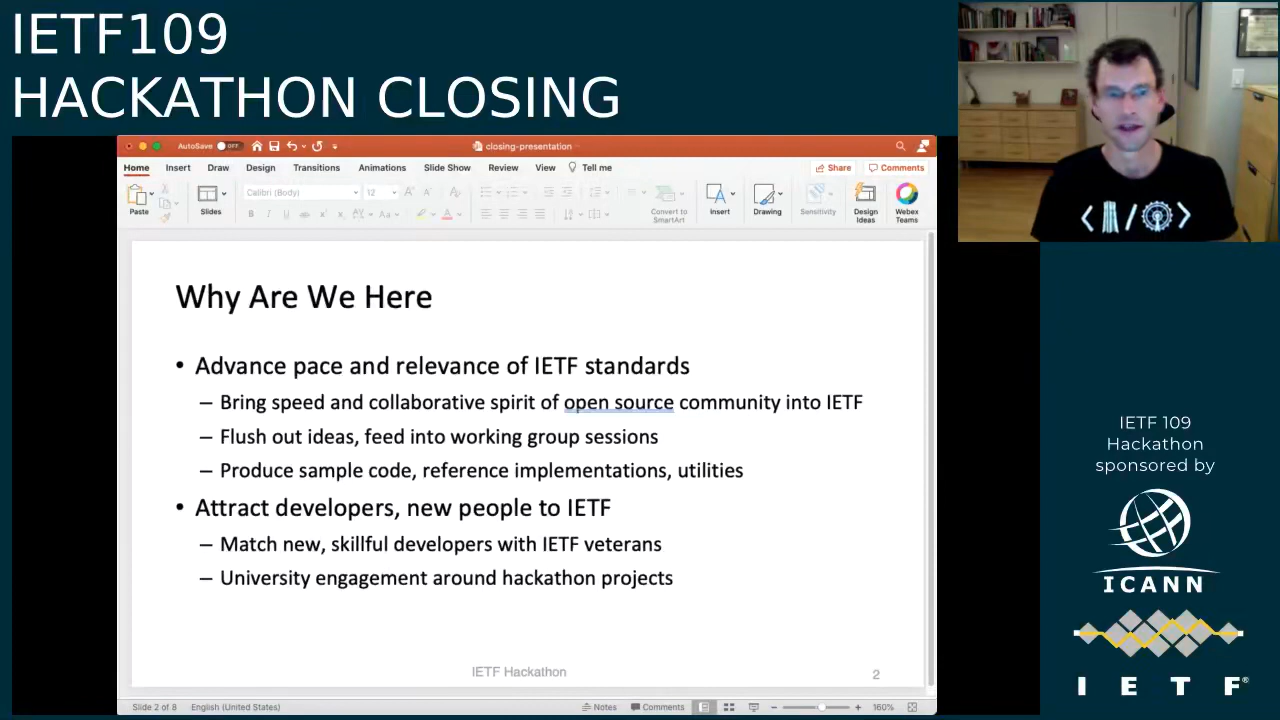 IETF109
HACKATHON CLOSING
AutoSave OFF
closing-presentation
Home Insert Draw Design Transitions Animations Slide Show Review View Tell me Share Comments
Calibri (Body) 12
Paste Slides Convert to SmartArt Insert Drawing Sensitivity Design Ideas Webex Teams
Why Are We Here
• Advance pace and relevance of IETF standards
– Bring speed and collaborative spirit of open source community into IETF
– Flush out ideas, feed into working group sessions
– Produce sample code, reference implementations, utilities
• Attract developers, new people to IETF
– Match new, skillful developers with IETF veterans
– University engagement around hackathon projects
IETF Hackathon
2
Slide 2 of 8 English (United States) Notes Comments 160%
IETF 109
Hackathon
sponsored by
ICANN
I E T F®